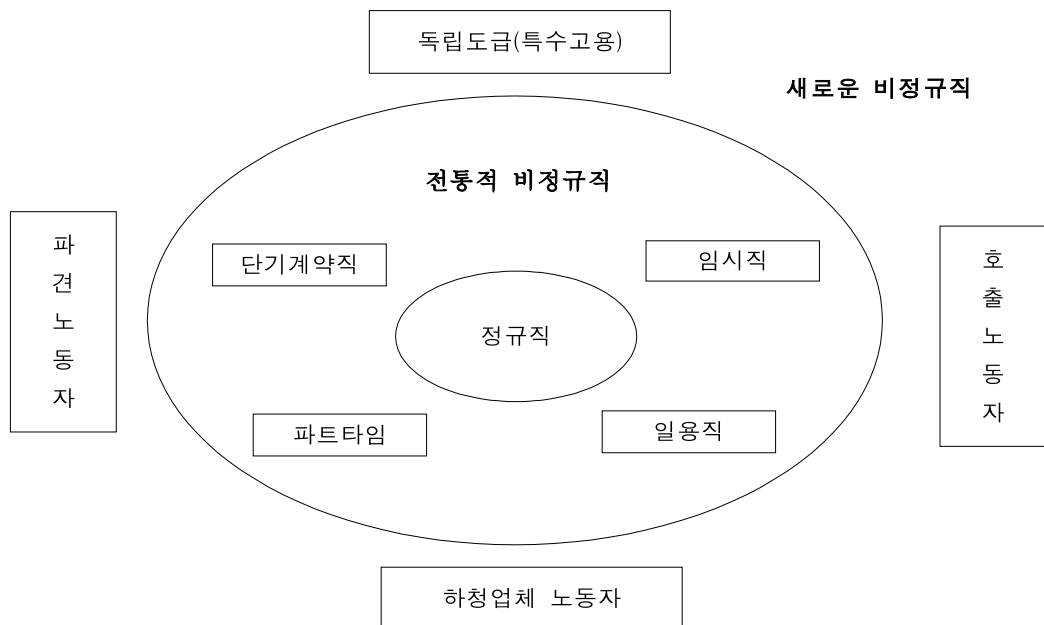 독립도급(특수고용)
새로운 비정규직
전통적 비정규직
파견노동자
단기계약직
임시직
호출노동자
정규직
파트타임
일용직
하청업체 노동자